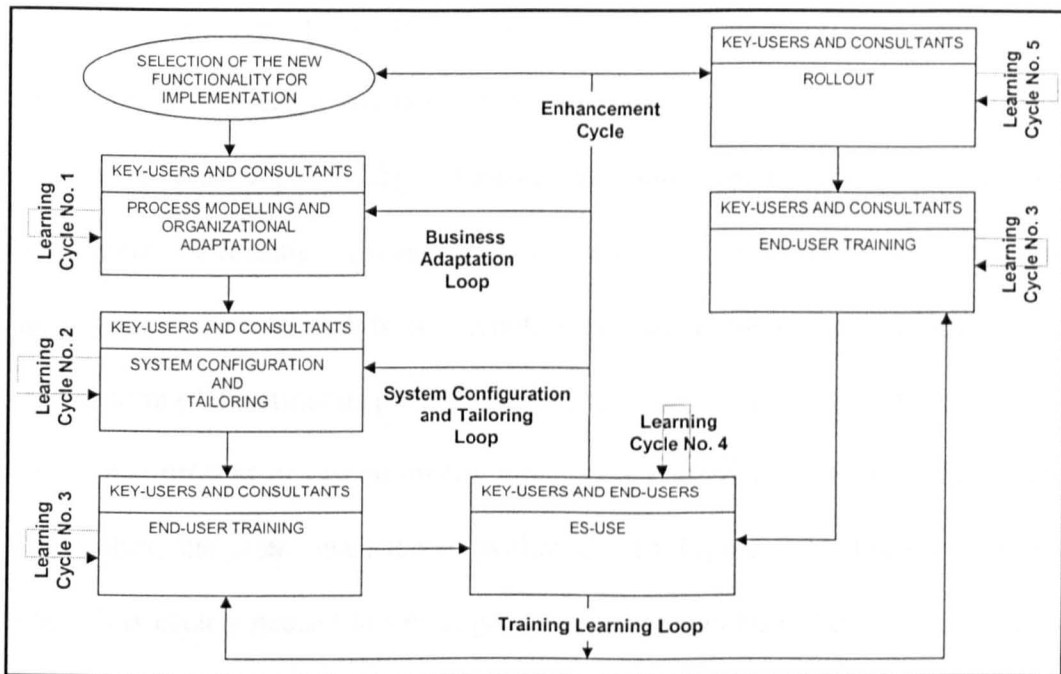 SELECTION OF THE NEW
FUNCTIONALITY FOR
IMPLEMENTATION
KEY-USERS AND CONSULTANTS
ROLLOUT
Learning
Cycle No. 5
Enhancement
Cycle
Learning
Cycle No. 1
KEY-USERS AND CONSULTANTS
PROCESS MODELLING AND
ORGANIZATIONAL
ADAPTATION
Business
Adaptation
Loop
KEY-USERS AND CONSULTANTS
END-USER TRAINING
Learning
Cycle No. 3
Learning
Cycle No. 2
KEY-USERS AND CONSULTANTS
SYSTEM CONFIGURATION
AND
TAILORING
System Configuration
and Tailoring
Loop
Learning
Cycle No. 4
Learning
Cycle No. 3
KEY-USERS AND CONSULTANTS
END-USER TRAINING
KEY-USERS AND END-USERS
ES-USE
Training Learning Loop